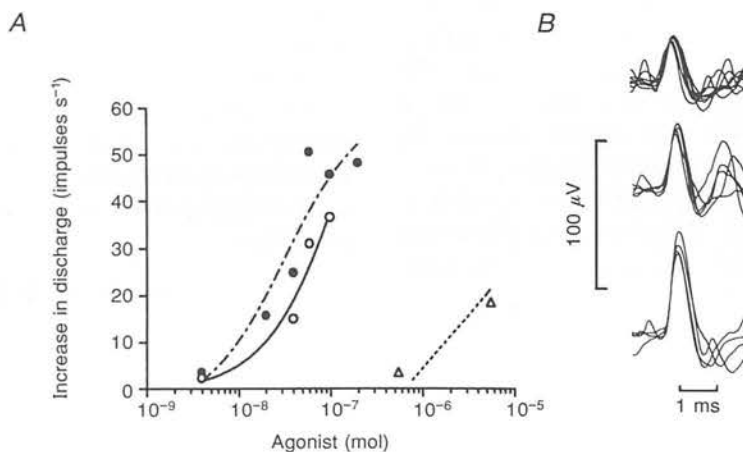 A
B
Increase in discharge (impulses s⁻¹)
60
50
40
30
20
10
0
10⁻⁹
10⁻⁸
10⁻⁷
10⁻⁶
10⁻⁵
Agonist (mol)
100 μV
1 ms